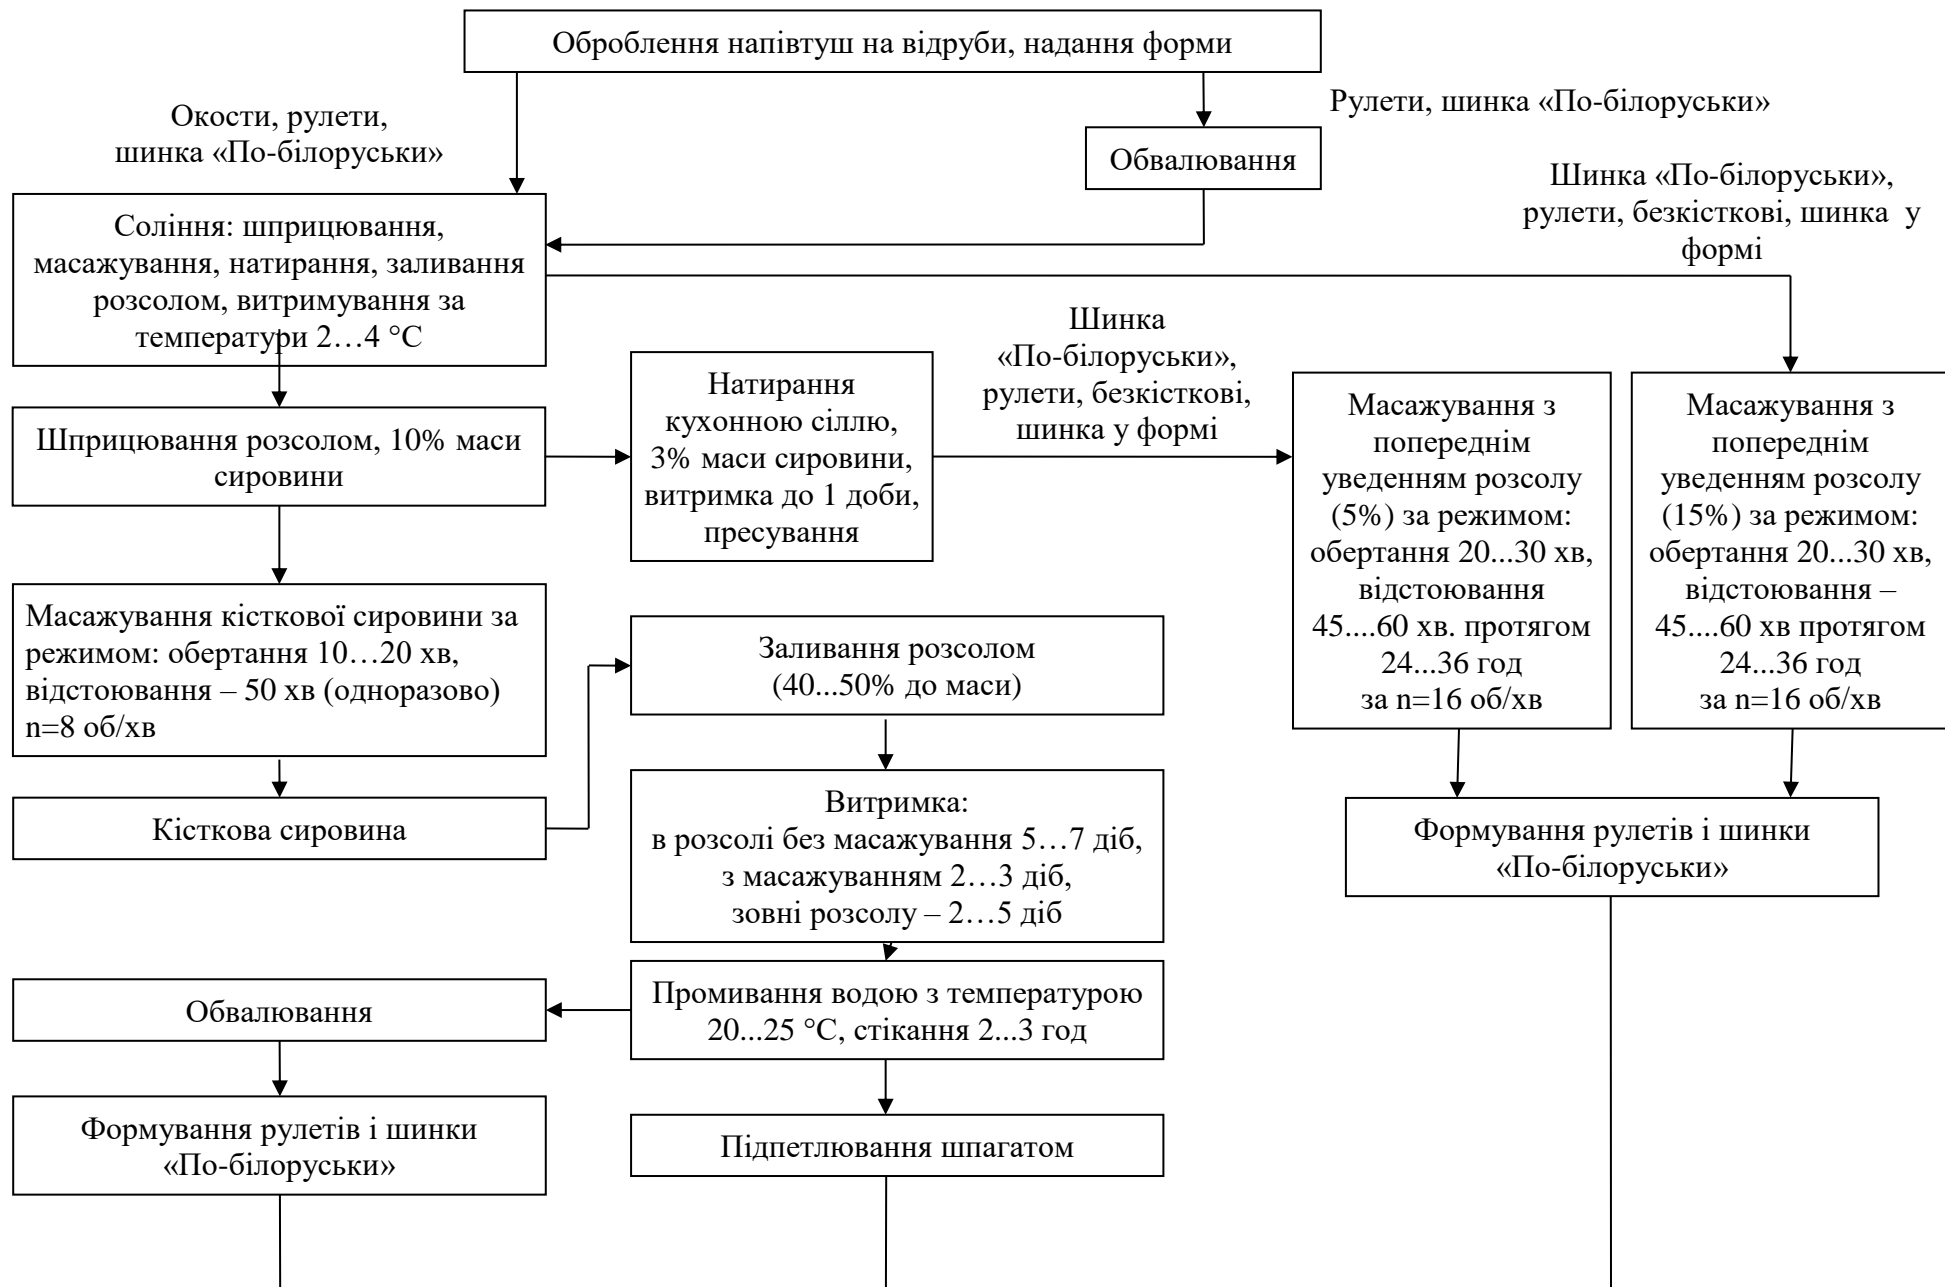 Оброблення напівтуш на відруби, надання форми
Окости, рулети,
шинка «По-білоруськи»
Рулети, шинка «По-білоруськи»
Обвалювання
Шинка «По-білоруськи»,
рулети, безкісткові, шинка у
формі
Соління: шприцювання,
масажування, натирання, заливання
розсолом, витримування за
температури 2…4 °С
Шинка
«По-білоруськи»,
рулети, безкісткові,
шинка у формі
Шприцювання розсолом, 10% маси
сировини
Натирання
кухонною сіллю,
3% маси сировини,
витримка до 1 доби,
пресування
Масажування з
попереднім
уведенням розсолу
(5%) за режимом:
обертання 20...30 хв,
відстоювання
45....60 хв. протягом
24...36 год
за n=16 об/хв
Масажування з
попереднім
уведенням розсолу
(15%) за режимом:
обертання 20...30 хв,
відстоювання –
45....60 хв протягом
24...36 год
за n=16 об/хв
Масажування кісткової сировини за
режимом: обертання 10…20 хв,
відстоювання – 50 хв (одноразово)
n=8 об/хв
Заливання розсолом
(40...50% до маси)
Кісткова сировина
Витримка:
в розсолі без масажування 5…7 діб,
з масажуванням 2…3 діб,
зовні розсолу – 2…5 діб
Формування рулетів і шинки
«По-білоруськи»
Обвалювання
Промивання водою з температурою
20...25 °С, стікання 2...3 год
Формування рулетів і шинки
«По-білоруськи»
Підпетлювання шпагатом